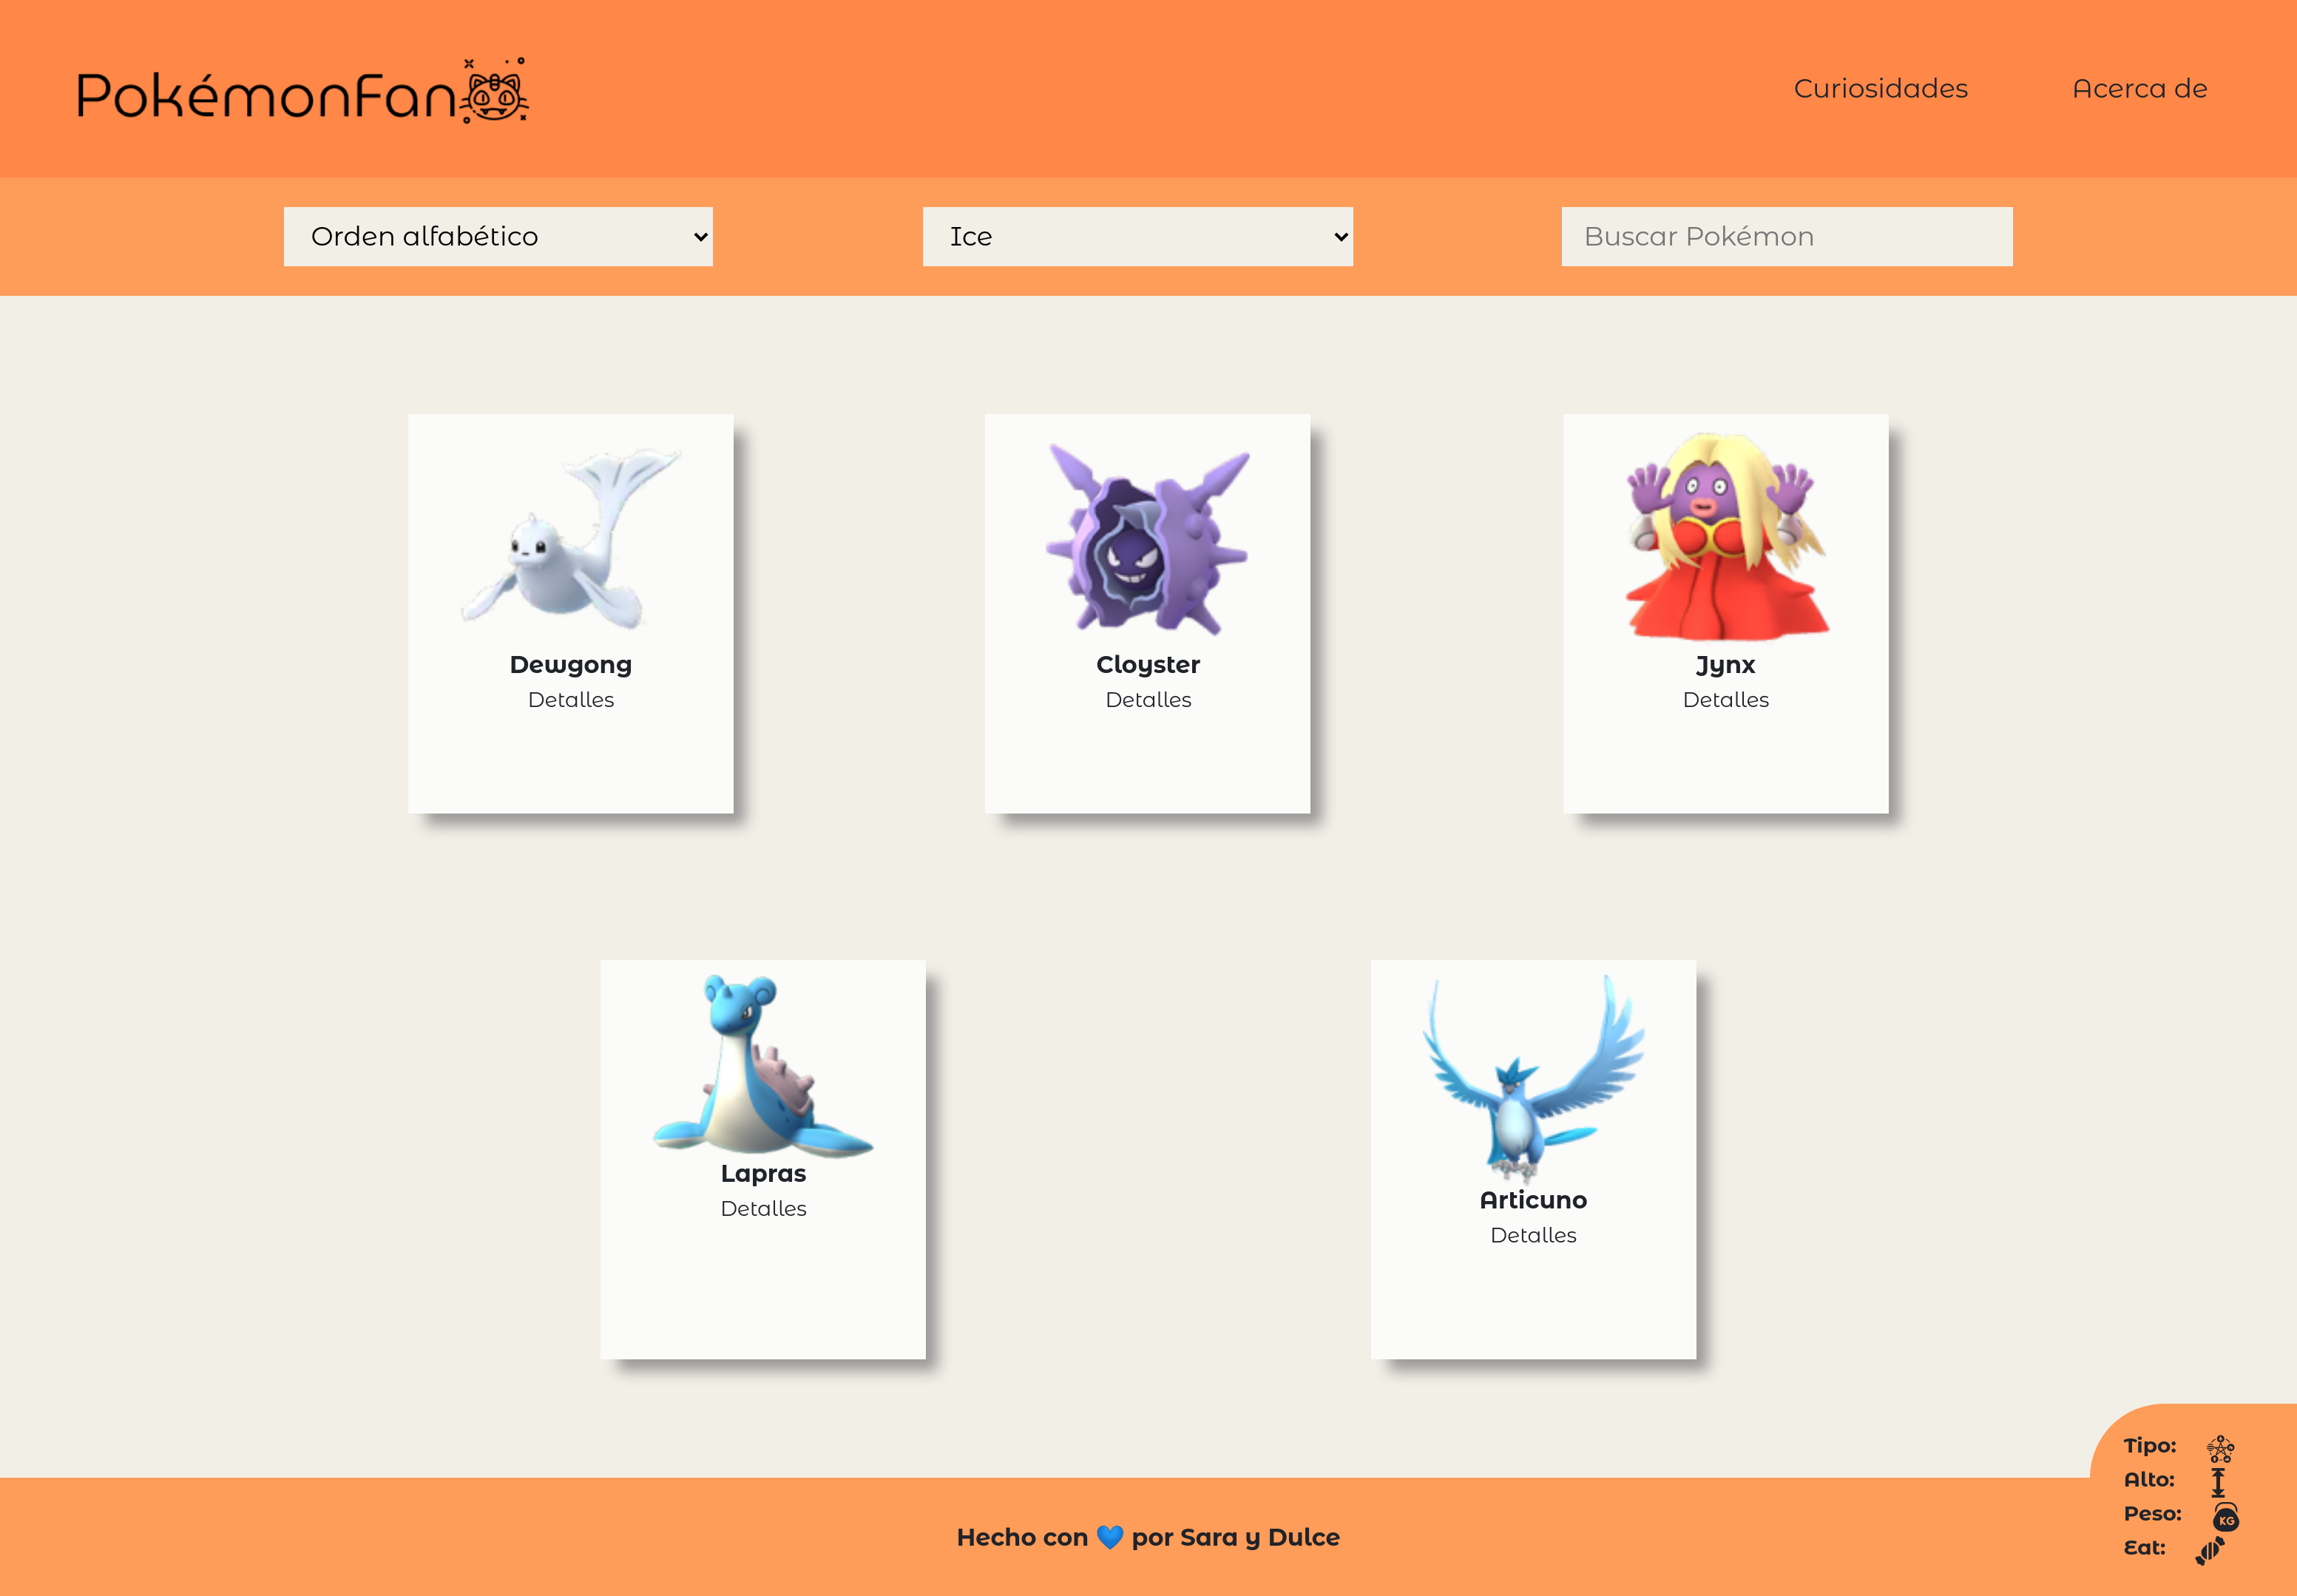 PokémonFan
Curiosidades
Acerca de
Orden alfabético
Ice
Buscar Pokémon
Dewgong
Detalles
Cloyster
Detalles
Jynx
Detalles
Lapras
Detalles
Articuno
Detalles
Tipo:
Alto:
Peso:
KG
Eat:
Hecho con 💙 por Sara y Dulce